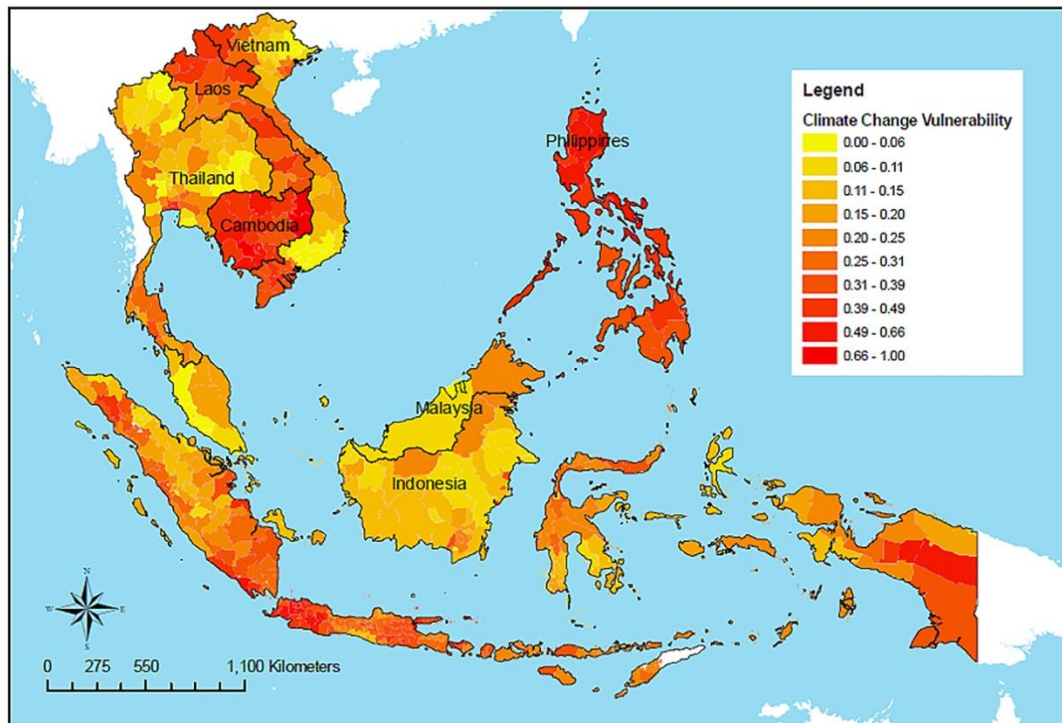 Vietnam
Laos
Philippines
Thailand
Cambodia
Malaysia
Indonesia
Legend
Climate Change Vulnerability
0.00 - 0.06
0.06 - 0.11
0.11 - 0.15
0.15 - 0.20
0.20 - 0.25
0.25 - 0.31
0.31 - 0.39
0.39 - 0.49
0.49 - 0.66
0.66 - 1.00
N
W E
S
0 275 550 1,100 Kilometers